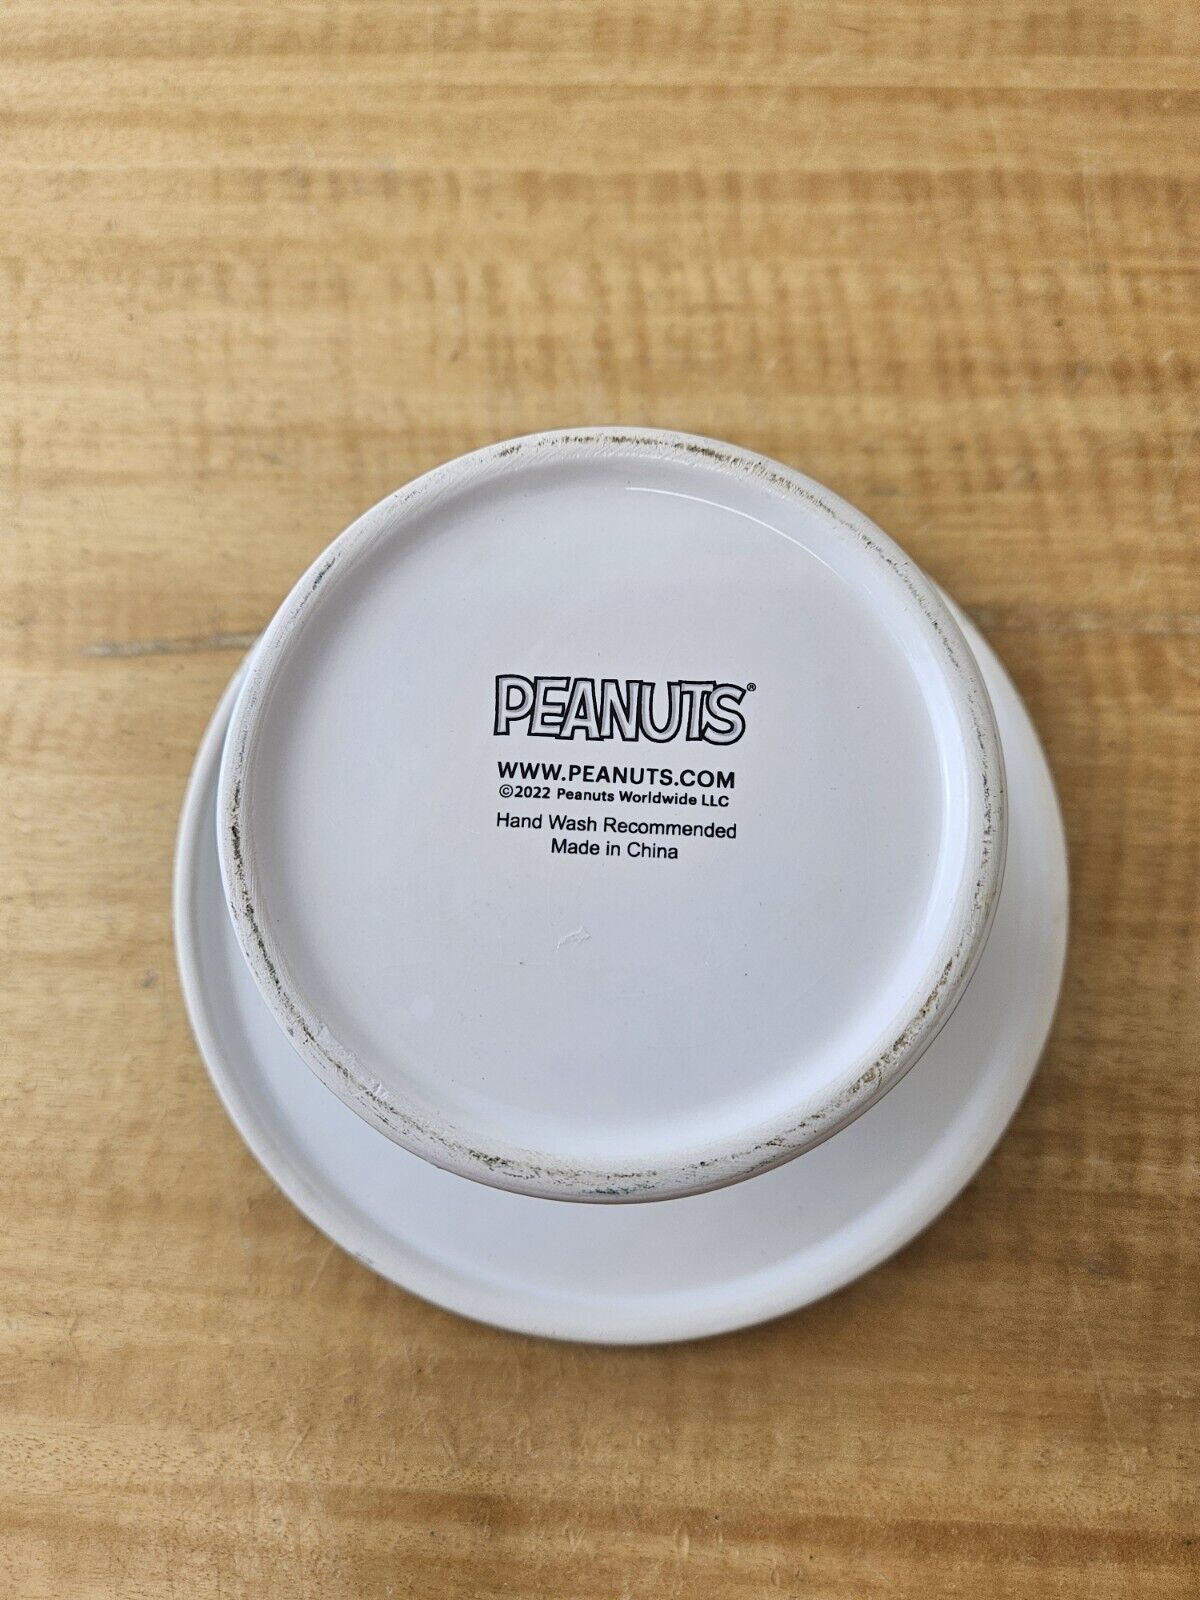 PEANUTS®
WWW.PEANUTS.COM
©2022 Peanuts Worldwide LLC
Hand Wash Recommended
Made in China